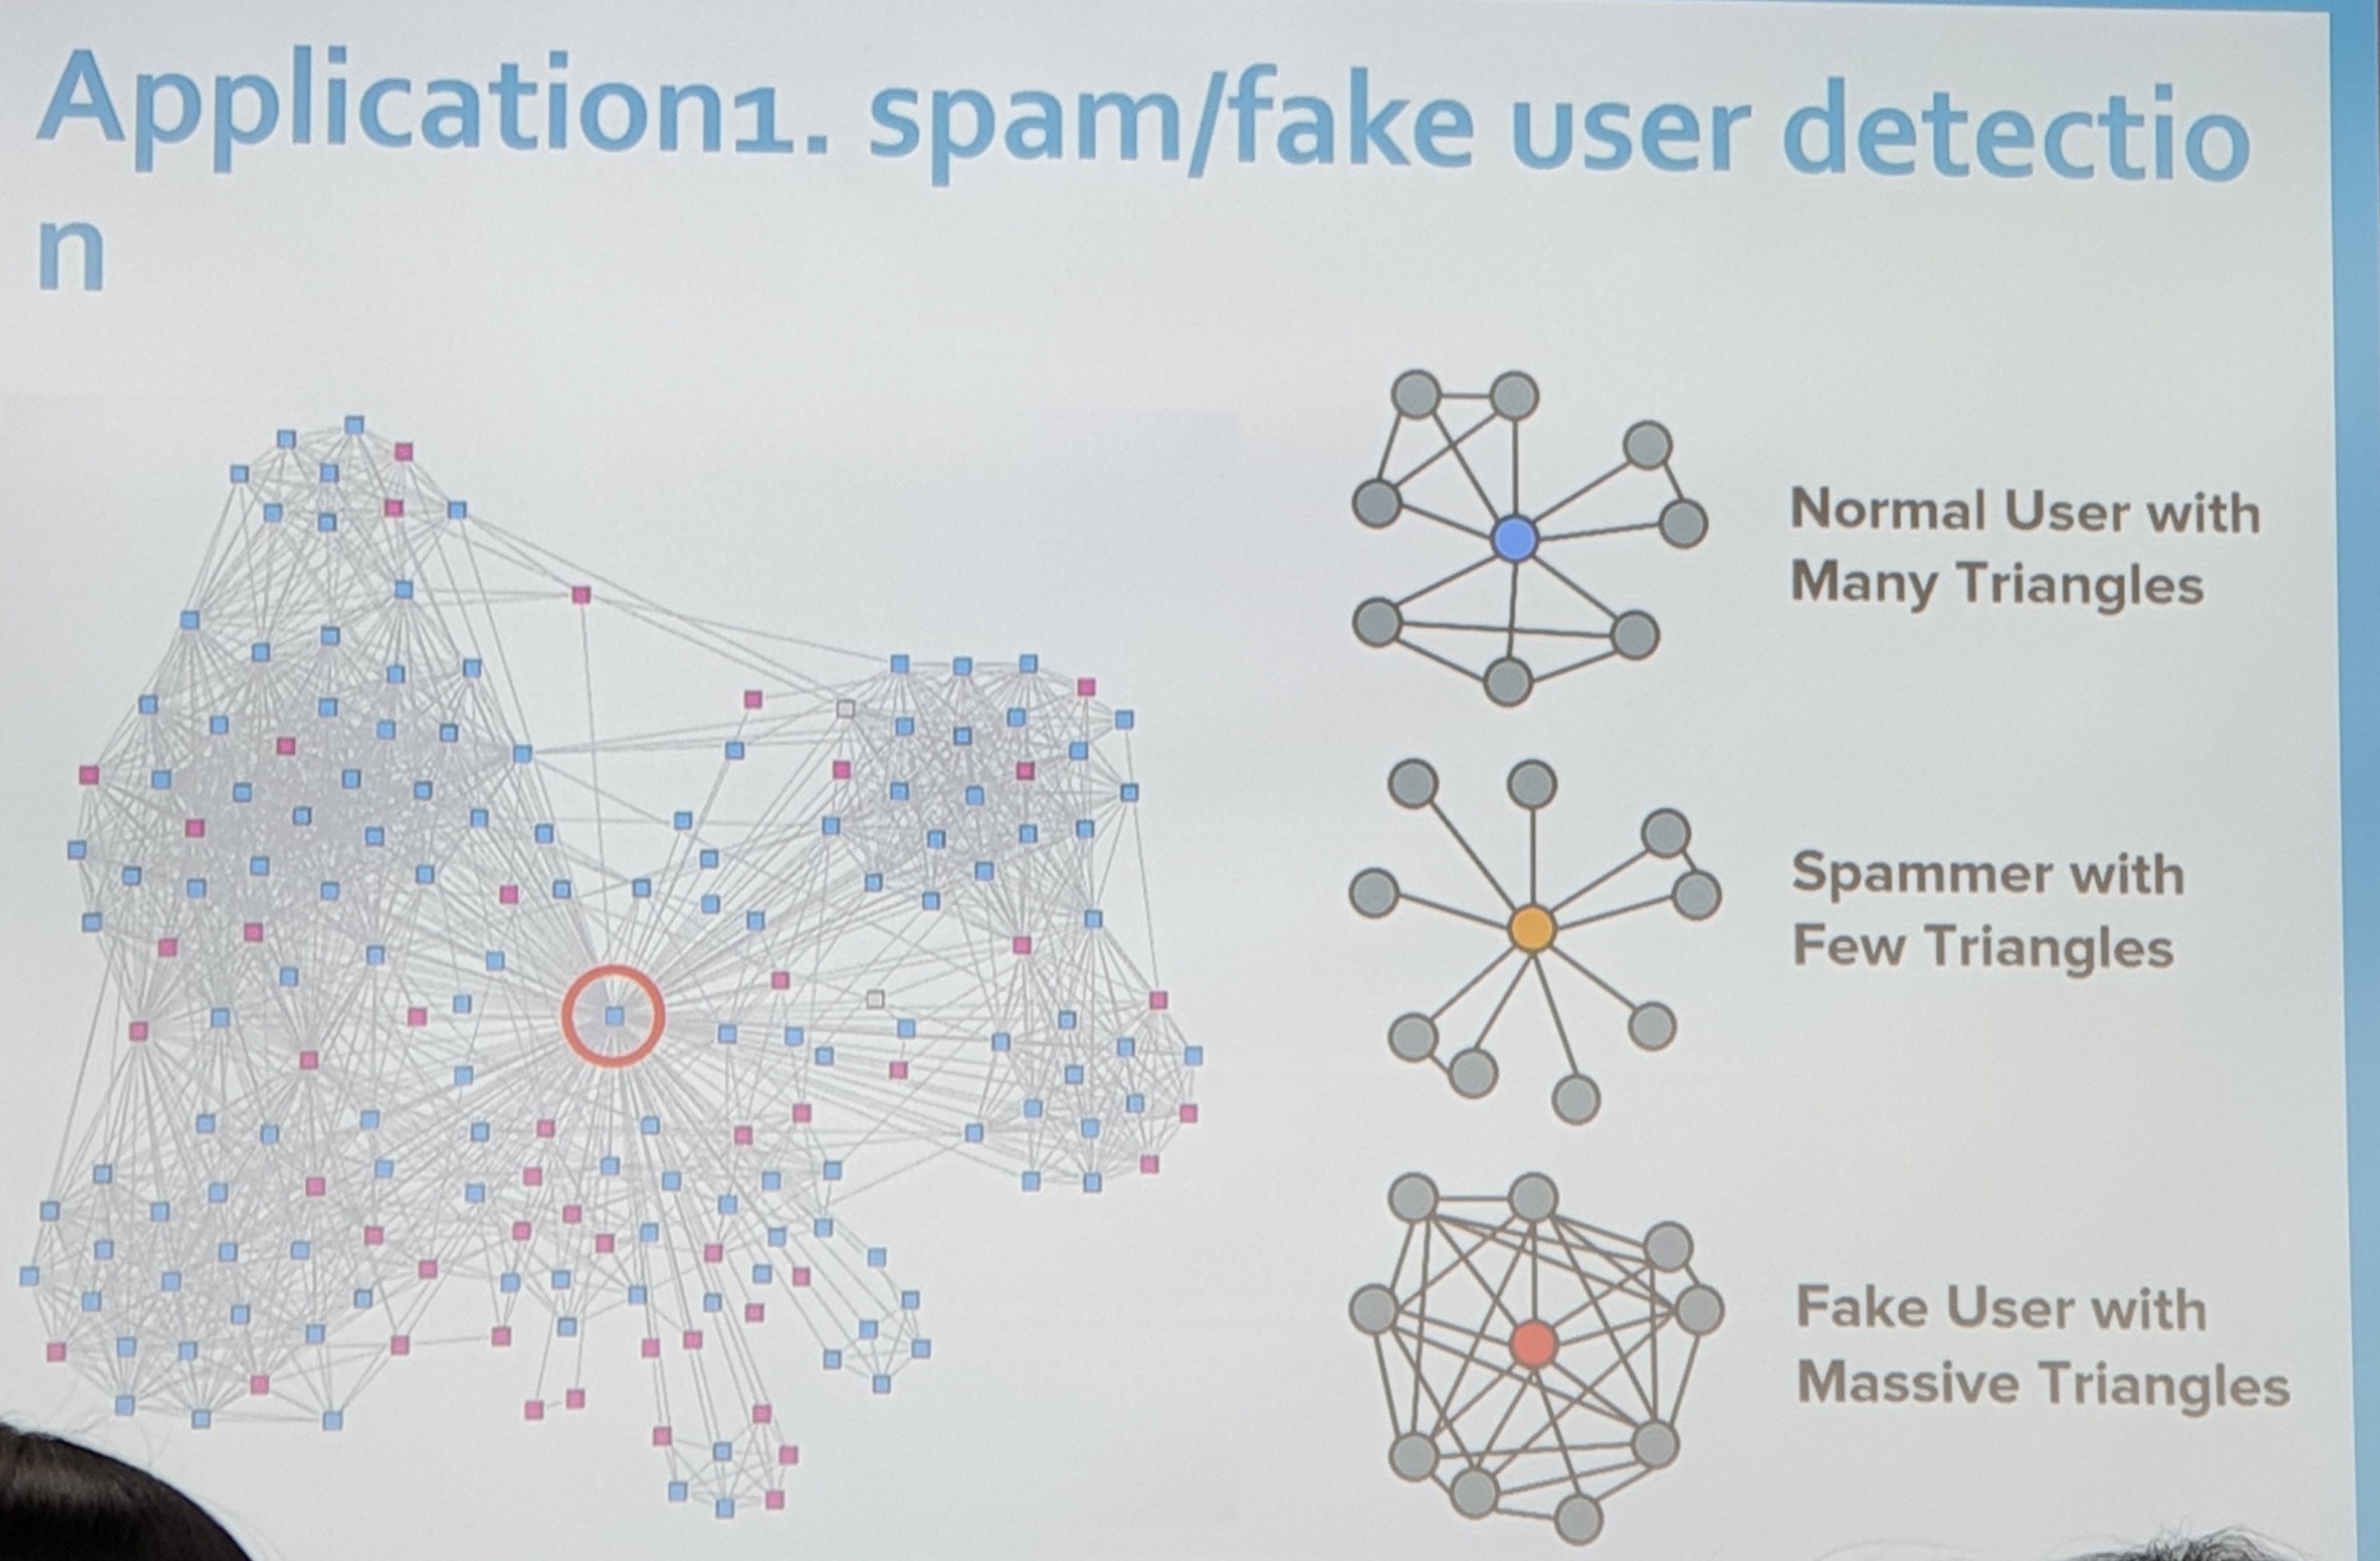 Application1. spam/fake user detectio
n
Normal User with
Many Triangles
Spammer with
Few Triangles
Fake User with
Massive Triangles